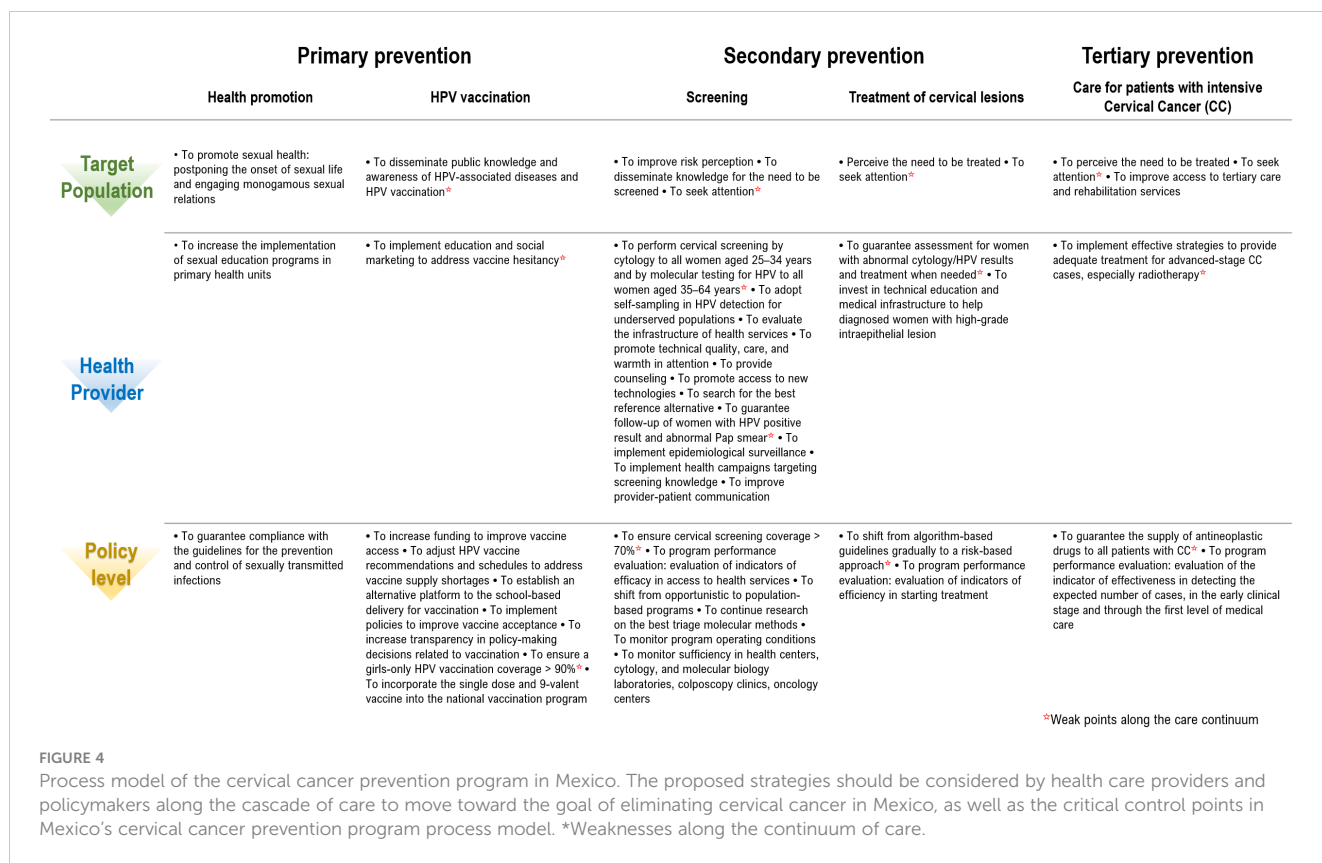 Primary prevention
Secondary prevention
Tertiary prevention
Health promotion
HPV vaccination
Screening
Treatment of cervical lesions
Care for patients with intensive
Cervical Cancer (CC)
Target
Population
• To promote sexual health:
postponing the onset of sexual life
and engaging monogamous sexual
relations
• To disseminate public knowledge and
awareness of HPV-associated diseases and
HPV vaccination☆
• To improve risk perception • To
disseminate knowledge for the need to be
screened • To seek attention☆
• Perceive the need to be treated • To
seek attention☆
• To perceive the need to be treated • To seek
attention☆ • To improve access to tertiary care
and rehabilitation services
Health
Provider
• To increase the implementation
of sexual education programs in
primary health units
• To implement education and social
marketing to address vaccine hesitancy☆
• To perform cervical screening by
cytology to all women aged 25–34 years
and by molecular testing for HPV to all
women aged 35–64 years☆ • To adopt
self-sampling in HPV detection for
underserved populations • To evaluate
the infrastructure of health services • To
promote technical quality, care, and
warmth in attention • To provide
counseling • To promote access to new
technologies • To search for the best
reference alternative • To guarantee
follow-up of women with HPV positive
result and abnormal Pap smear☆ • To
implement epidemiological surveillance •
To implement health campaigns targeting
screening knowledge • To improve
provider-patient communication
• To guarantee assessment for women
with abnormal cytology/HPV results
and treatment when needed☆ • To
invest in technical education and
medical infrastructure to help
diagnosed women with high-grade
intraepithelial lesion
• To implement effective strategies to provide
adequate treatment for advanced-stage CC
cases, especially radiotherapy☆
Policy
level
• To guarantee compliance with
the guidelines for the prevention
and control of sexually transmitted
infections
• To increase funding to improve vaccine
access • To adjust HPV vaccine
recommendations and schedules to address
vaccine supply shortages • To establish an
alternative platform to the school-based
delivery for vaccination • To implement
policies to improve vaccine acceptance • To
increase transparency in policy-making
decisions related to vaccination • To ensure a
girls-only HPV vaccination coverage > 90%☆ •
To incorporate the single dose and 9-valent
vaccine into the national vaccination program
• To ensure cervical screening coverage >
70%☆ • To program performance
evaluation: evaluation of indicators of
efficacy in access to health services • To
shift from opportunistic to population-
based programs • To continue research
on the best triage molecular methods •
To monitor program operating conditions
• To monitor sufficiency in health centers,
cytology, and molecular biology
laboratories, colposcopy clinics, oncology
centers
• To shift from algorithm-based
guidelines gradually to a risk-based
approach☆ • To program performance
evaluation: evaluation of indicators of
efficiency in starting treatment
• To guarantee the supply of antineoplastic
drugs to all patients with CC☆ • To program
performance evaluation: evaluation of the
indicator of effectiveness in detecting the
expected number of cases, in the early clinical
stage and through the first level of medical
care
☆Weak points along the care continuum
FIGURE 4
Process model of the cervical cancer prevention program in Mexico. The proposed strategies should be considered by health care providers and
policymakers along the cascade of care to move toward the goal of eliminating cervical cancer in Mexico, as well as the critical control points in
Mexico's cervical cancer prevention program process model. *Weaknesses along the continuum of care.